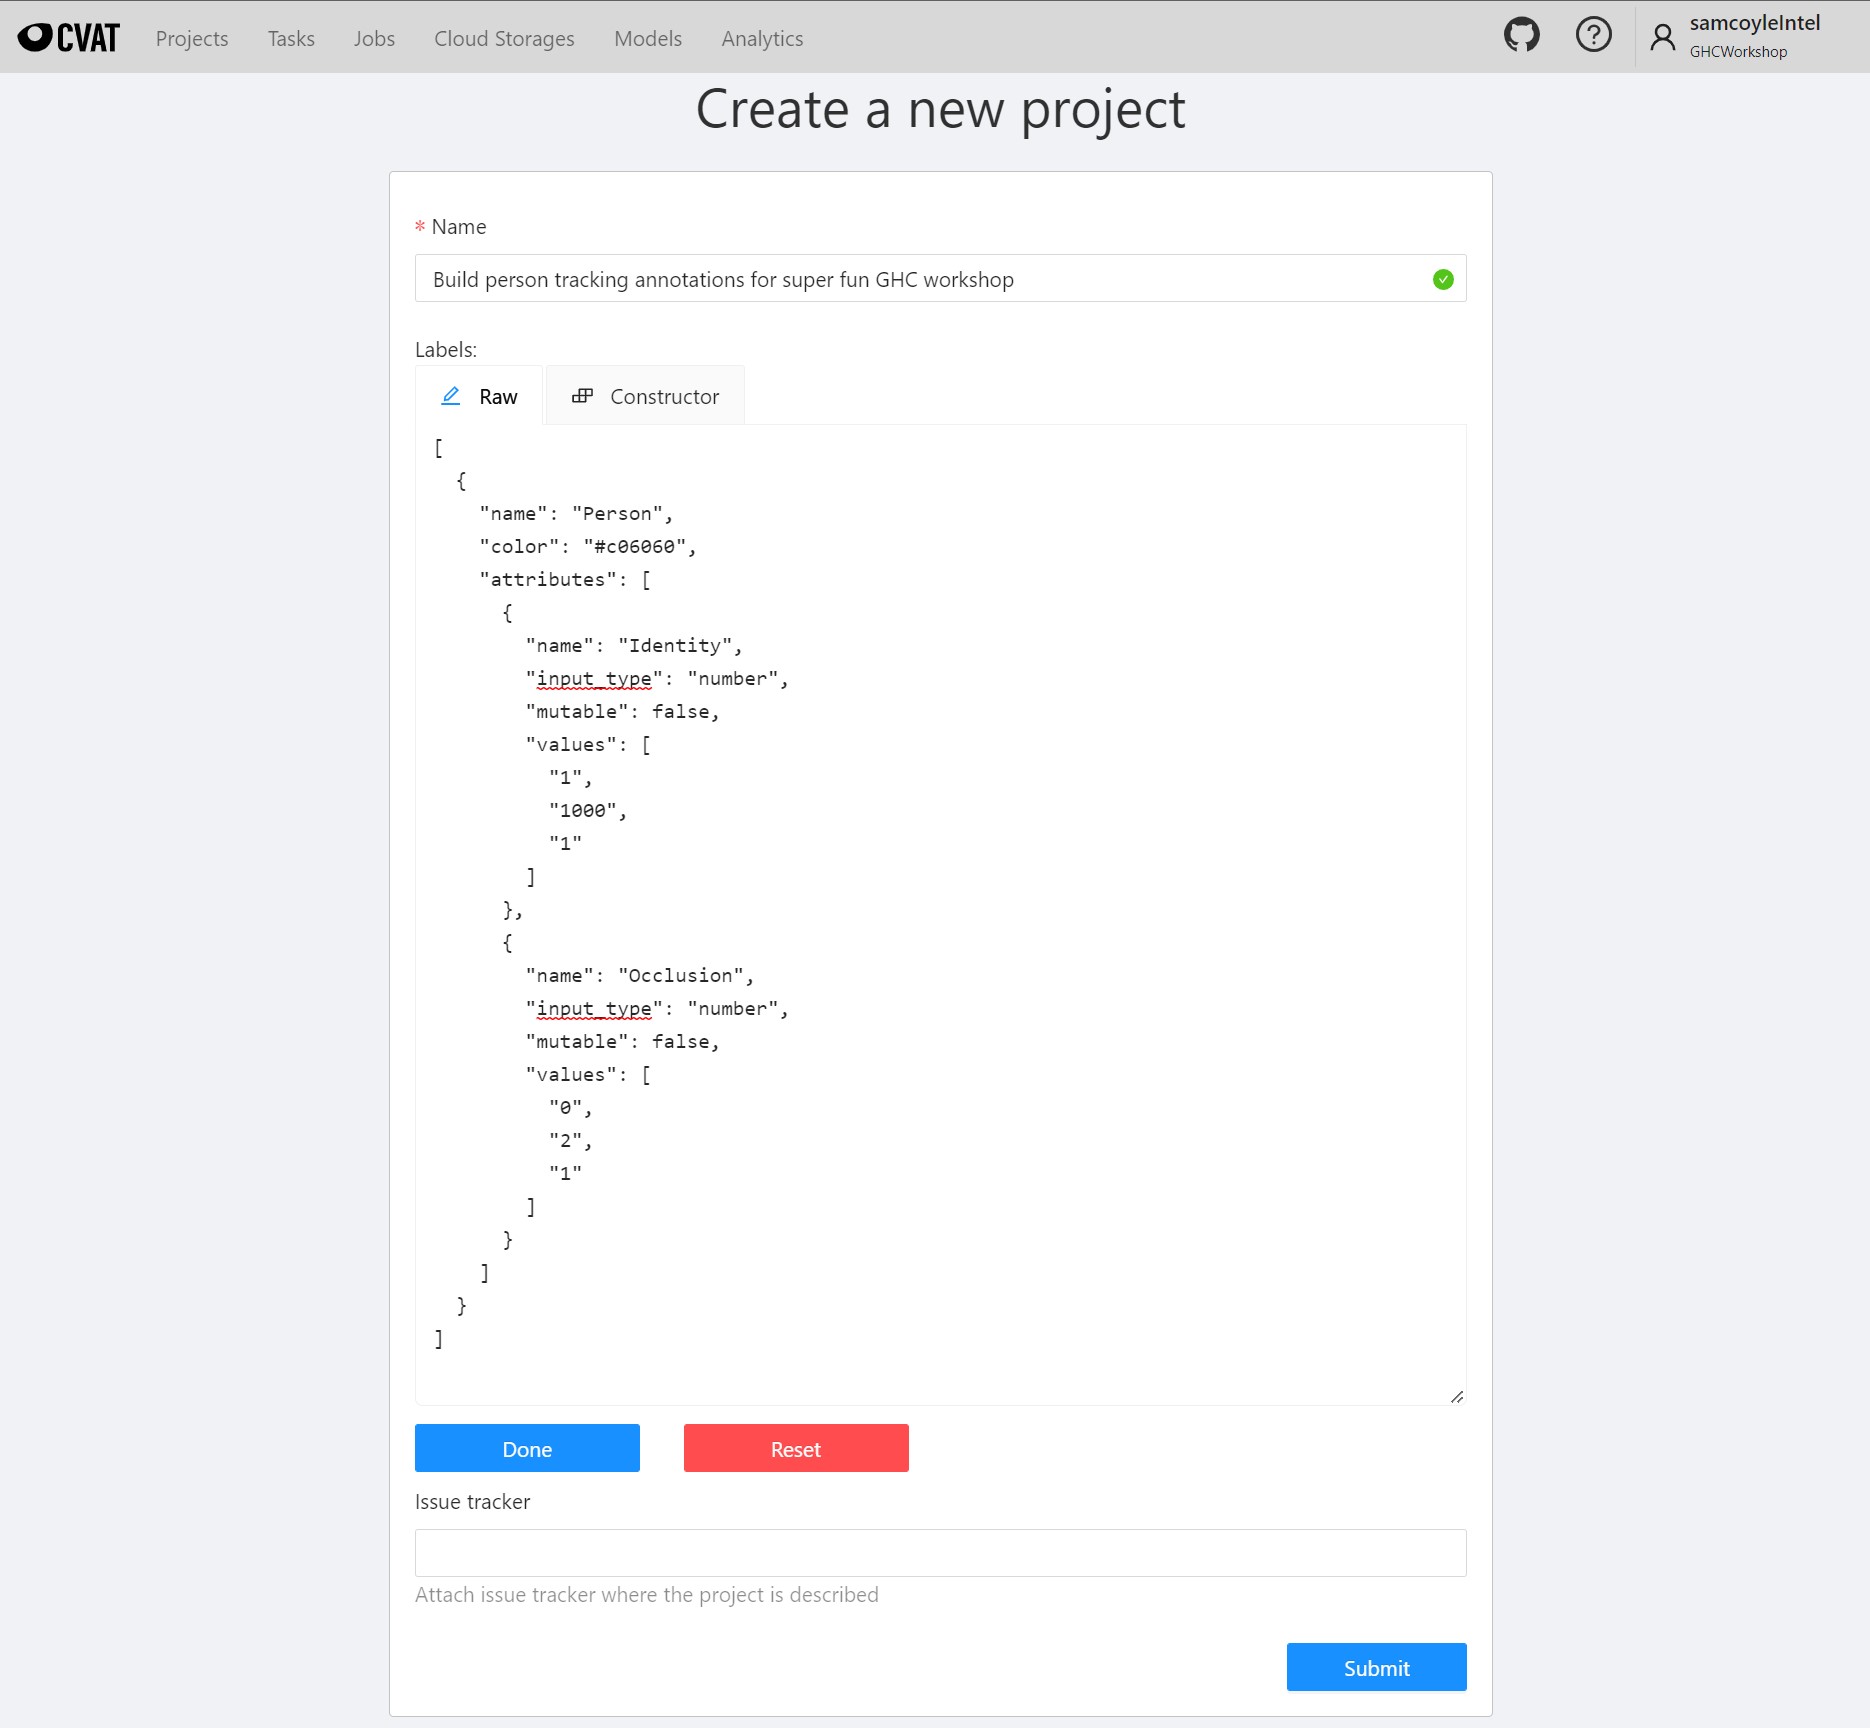 CVAT Projects Tasks Jobs Cloud Storages Models Analytics samcoyleIntel
GHCWorkshop
Create a new project
* Name
Build person tracking annotations for super fun GHC workshop
Labels:
Raw Constructor
[
  {
    "name": "Person",
    "color": "#c06060",
    "attributes": [
      {
        "name": "Identity",
        "input_type": "number",
        "mutable": false,
        "values": [
          "1",
          "1000",
          "1"
        ]
      },
      {
        "name": "Occlusion",
        "input_type": "number",
        "mutable": false,
        "values": [
          "0",
          "2",
          "1"
        ]
      }
    ]
  }
]
Done Reset
Issue tracker
Attach issue tracker where the project is described
Submit